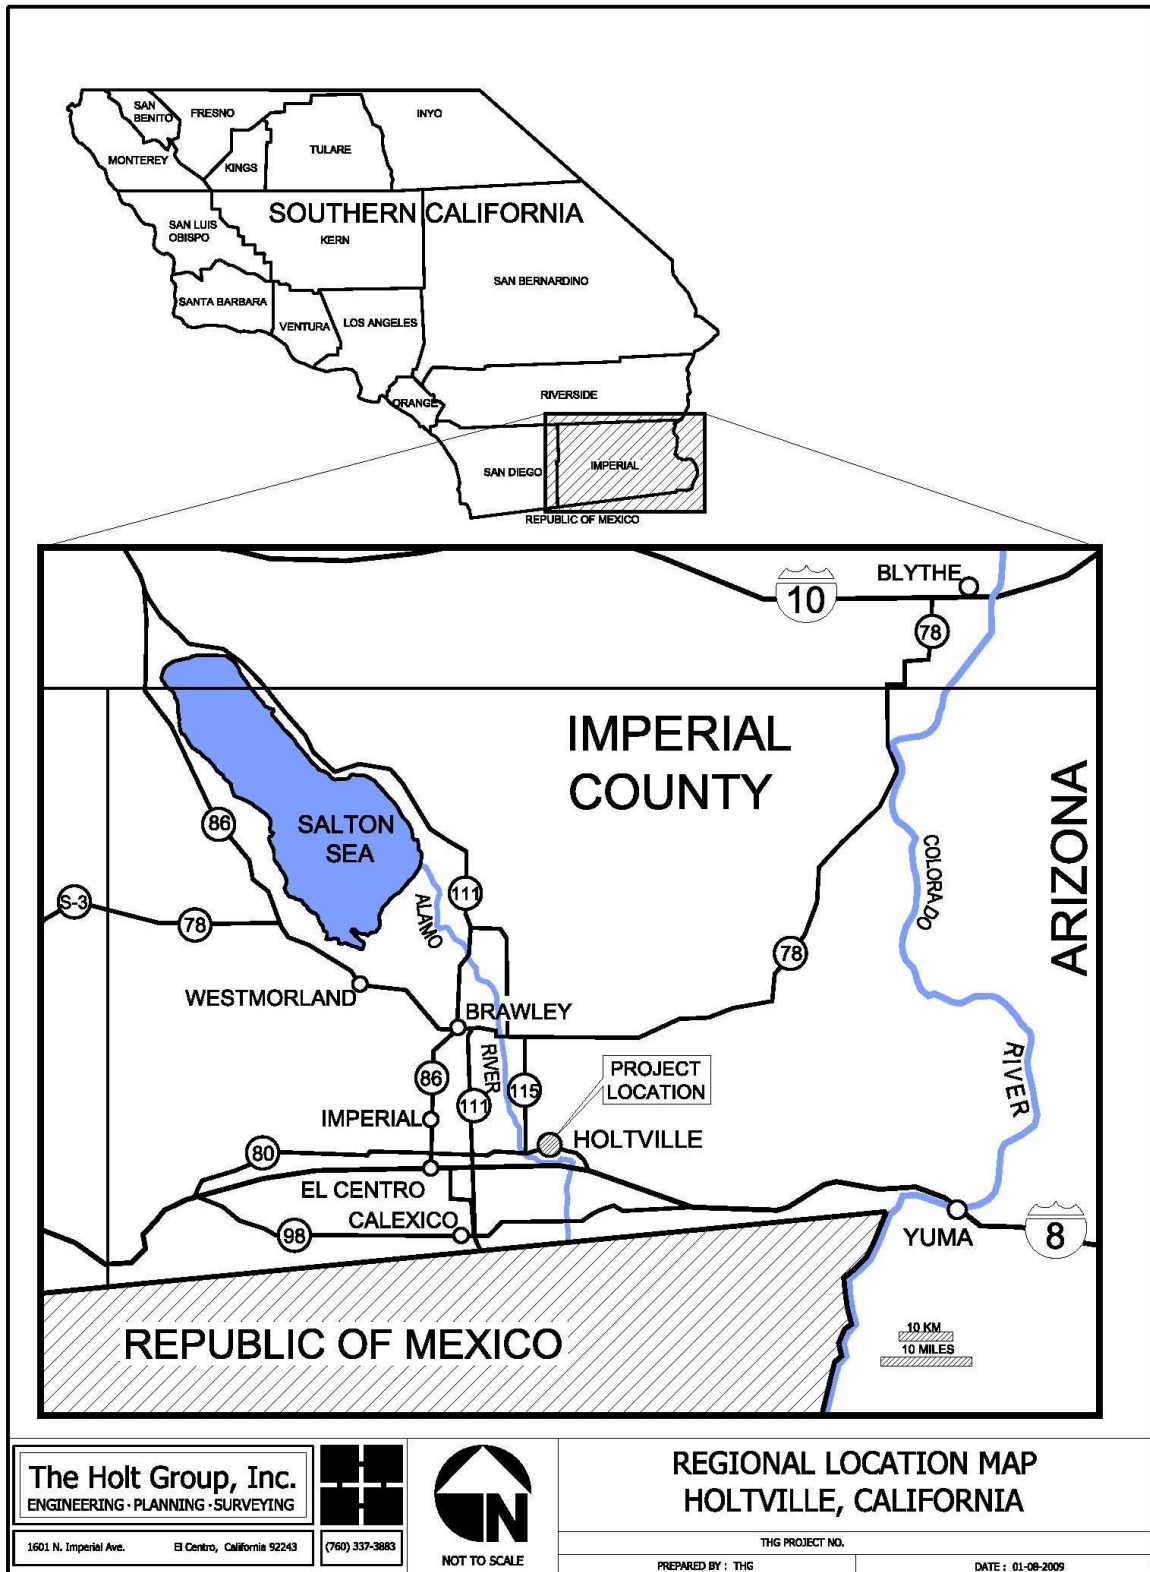 SAN
BENITO
FRESNO
INYO
MONTEREY
KINGS
TULARE
SOUTHERN CALIFORNIA
SAN LUIS
OBISPO
KERN
SAN BERNARDINO
SANTA BARBARA
VENTURA
LOS ANGELES
ORANGE
RIVERSIDE
SAN DIEGO
IMPERIAL
REPUBLIC OF MEXICO
BLYTHE
10
78
IMPERIAL
COUNTY
ARIZONA
SALTON
SEA
86
S-3
78
111
ALAMO
COLORADO
78
WESTMORLAND
BRAWLEY
RIVER
RIVER
86
111
115
PROJECT
LOCATION
IMPERIAL
HOLTVILLE
80
EL CENTRO
CALEXICO
98
YUMA
8
REPUBLIC OF MEXICO
10 KM
10 MILES
The Holt Group, Inc.
ENGINEERING · PLANNING · SURVEYING
1601 N. Imperial Ave. El Centro, California 92243
(760) 337-3883
N
NOT TO SCALE
REGIONAL LOCATION MAP
HOLTVILLE, CALIFORNIA
THG PROJECT NO.
PREPARED BY : THG
DATE : 01-08-2009